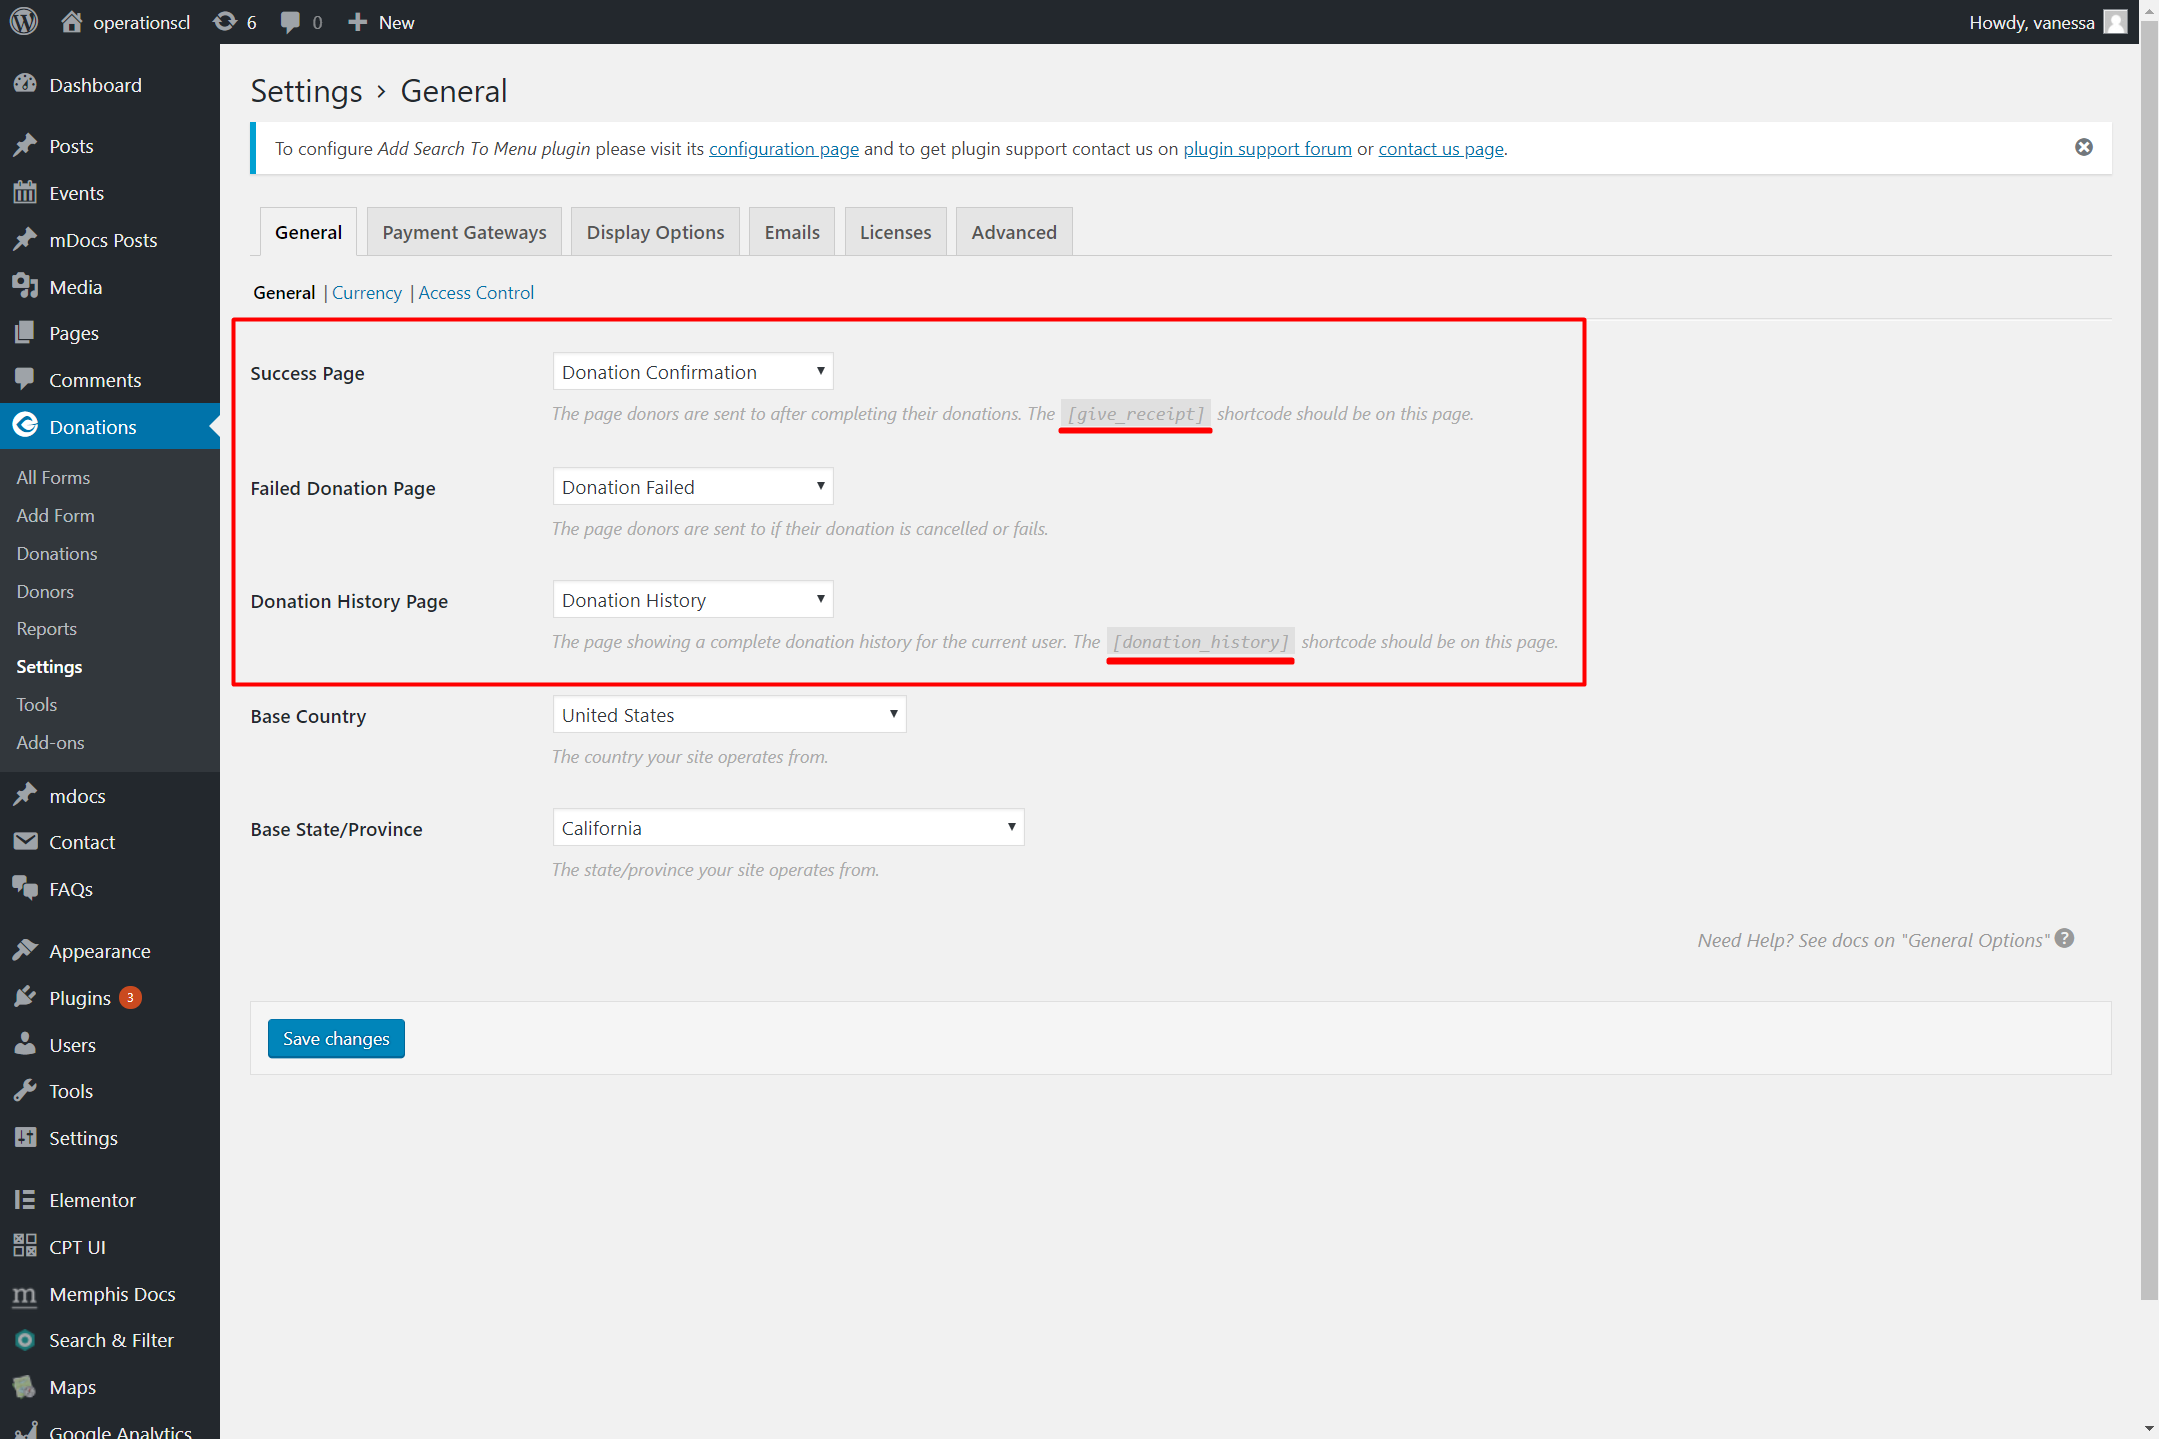 operationscl 6 0 New Howdy, vanessa
Dashboard
Posts
Events
mDocs Posts
Media
Pages
Comments
Donations
All Forms
Add Form
Donations
Donors
Reports
Settings
Tools
Add-ons
mdocs
Contact
FAQs
Appearance
Plugins 3
Users
Tools
Settings
Elementor
CPT UI
Memphis Docs
Search & Filter
Maps
Google Analytics
Settings › General
To configure Add Search To Menu plugin please visit its configuration page and to get plugin support contact us on plugin support forum or contact us page.
General Payment Gateways Display Options Emails Licenses Advanced
General | Currency | Access Control
Success Page Donation Confirmation
The page donors are sent to after completing their donations. The [give_receipt] shortcode should be on this page.
Failed Donation Page Donation Failed
The page donors are sent to if their donation is cancelled or fails.
Donation History Page Donation History
The page showing a complete donation history for the current user. The [donation_history] shortcode should be on this page.
Base Country United States
The country your site operates from.
Base State/Province California
The state/province your site operates from.
Need Help? See docs on "General Options" ?
Save changes